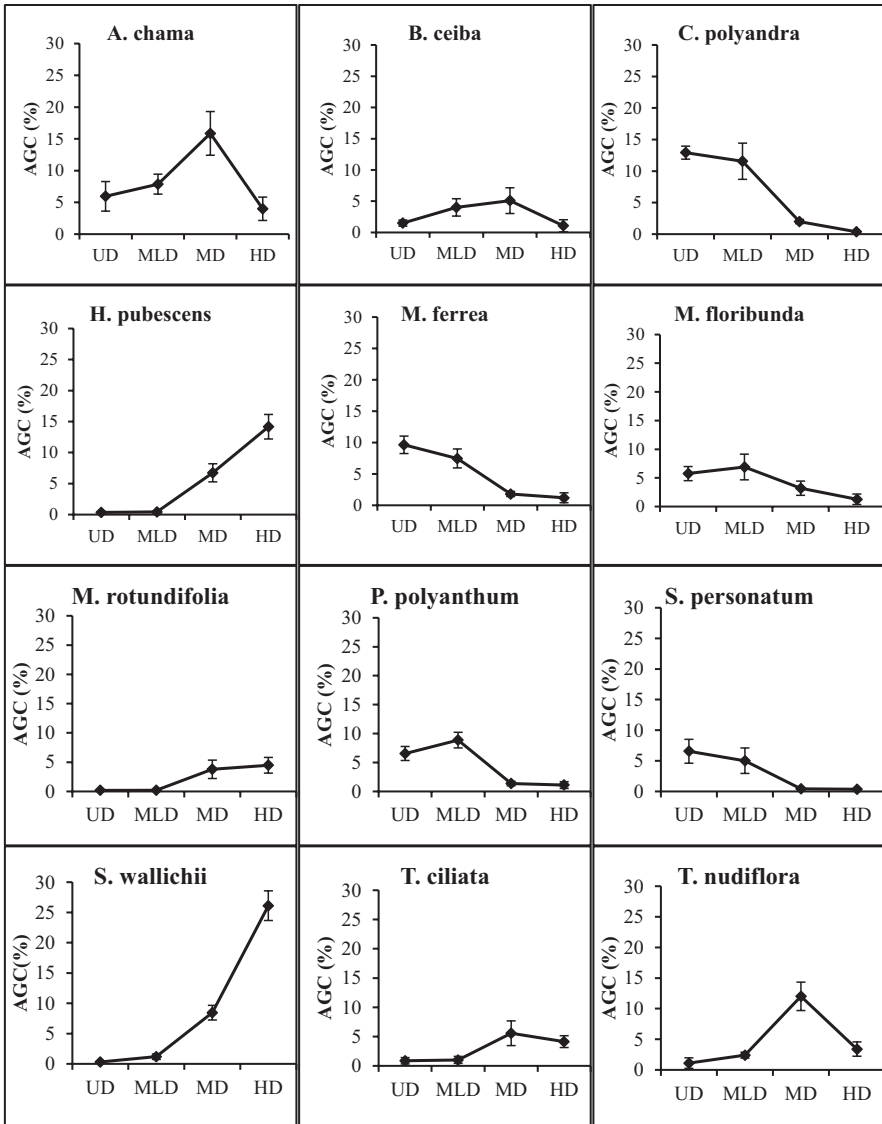 A. chama
AGC (%)
30
25
20
15
10
5
0
UD MLD MD HD
B. ceiba
AGC (%)
30
25
20
15
10
5
0
UD MLD MD HD
C. polyandra
AGC (%)
30
25
20
15
10
5
0
UD MLD MD HD
H. pubescens
AGC (%)
30
25
20
15
10
5
0
UD MLD MD HD
M. ferrea
AGC (%)
30
25
20
15
10
5
0
UD MLD MD HD
M. floribunda
AGC (%)
30
25
20
15
10
5
0
UD MLD MD HD
M. rotundifolia
AGC (%)
30
25
20
15
10
5
0
UD MLD MD HD
P. polyanthum
AGC (%)
30
25
20
15
10
5
0
UD MLD MD HD
S. personatum
AGC (%)
30
25
20
15
10
5
0
UD MLD MD HD
S. wallichii
AGC(%)
30
25
20
15
10
5
0
UD MLD MD HD
T. ciliata
AGC (%)
30
25
20
15
10
5
0
UD MLD MD HD
T. nudiflora
AGC (%)
30
25
20
15
10
5
0
UD MLD MD HD